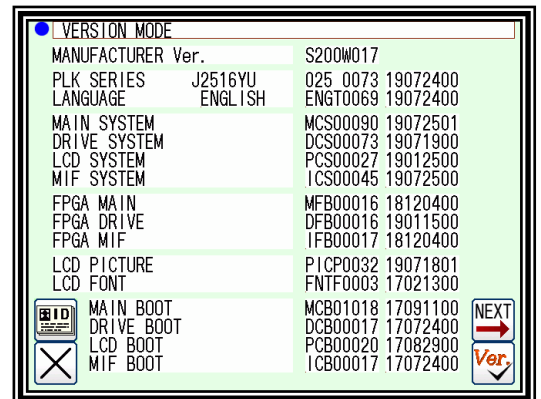 VERSION MODE
MANUFACTURER Ver. S200W017
PLK SERIES J2516YU 025 0073 19072400
LANGUAGE ENGLISH ENGT0069 19072400
MAIN SYSTEM MCS00090 19072501
DRIVE SYSTEM DCS00073 19071900
LCD SYSTEM PCS00027 19012500
MIF SYSTEM ICS00045 19072500
FPGA MAIN MFB00016 18120400
FPGA DRIVE DFB00016 19011500
FPGA MIF IFB00017 18120400
LCD PICTURE PICP0032 19071801
LCD FONT FNTF0003 17021300
ID MAIN BOOT MCB01018 17091100 NEXT
DRIVE BOOT DCB00017 17072400
LCD BOOT PCB00020 17082900 Ver.
MIF BOOT ICB00017 17072400